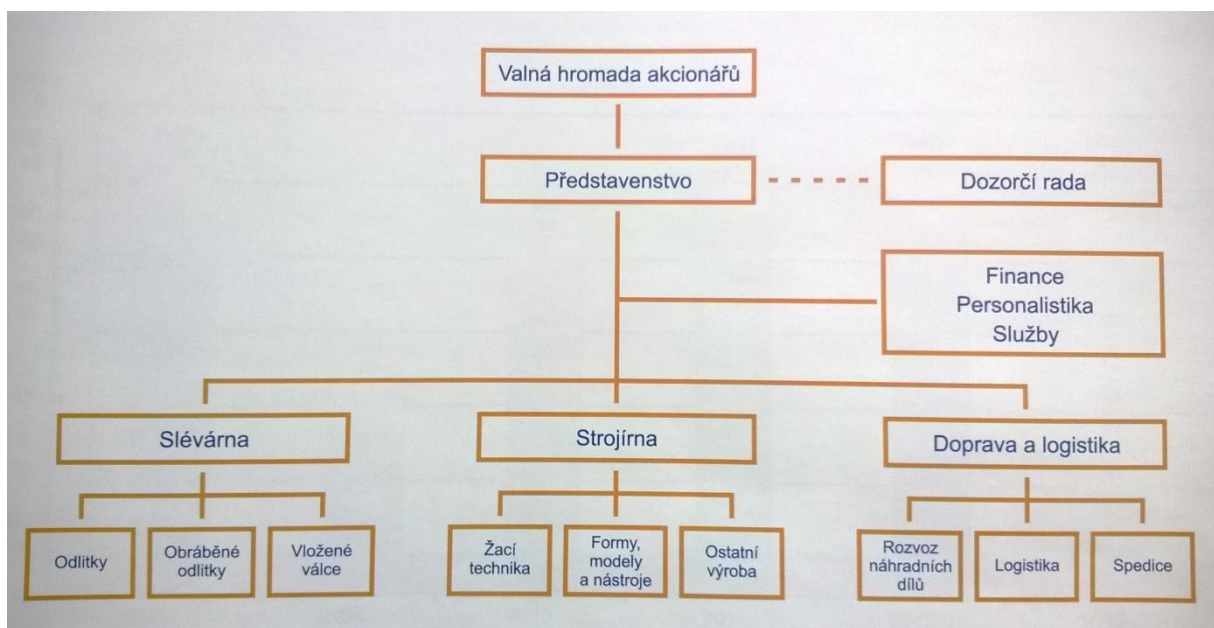 Valná hromada akcionářů
Představenstvo
Dozorčí rada
Finance
Personalistika
Služby
Slévárna
Strojírna
Doprava a logistika
Odlitky
Obráběné
odlitky
Vložené
válce
Žací
technika
Formy,
modely
a nástroje
Ostatní
výroba
Rozvoz
náhradních
dílů
Logistika
Spedice